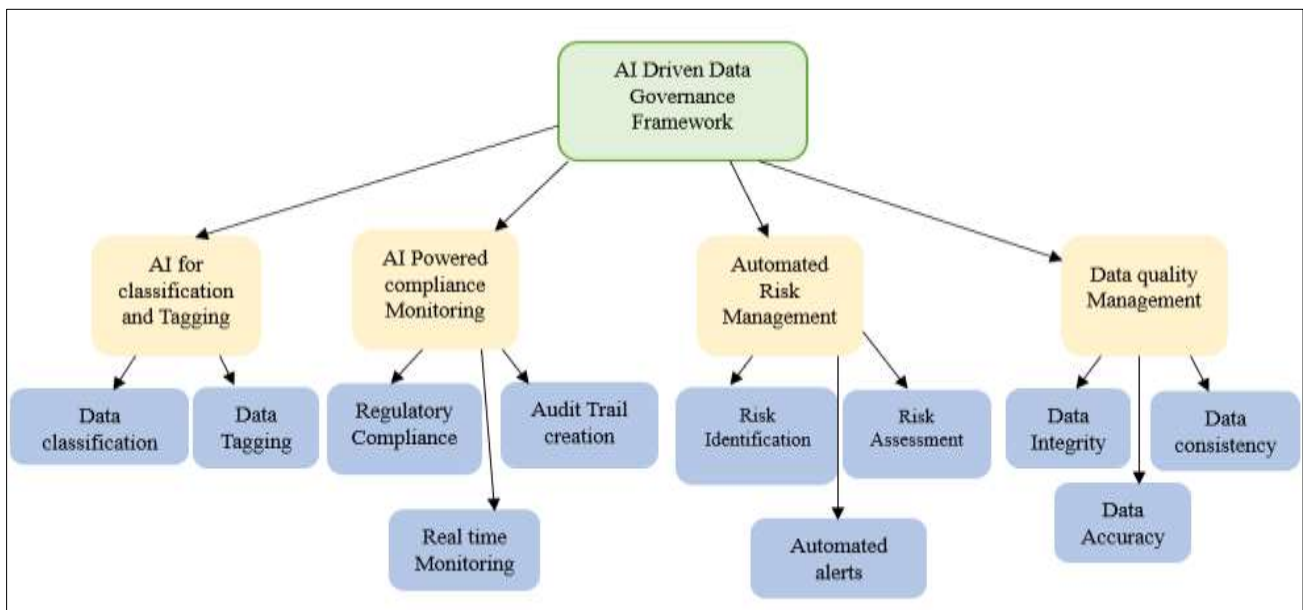 AI Driven Data
Governance
Framework
AI for
classification
and Tagging
AI Powered
compliance
Monitoring
Automated
Risk
Management
Data quality
Management
Data
classification
Data
Tagging
Regulatory
Compliance
Audit Trail
creation
Risk
Identification
Risk
Assessment
Data
Integrity
Data
consistency
Real time
Monitoring
Automated
alerts
Data
Accuracy